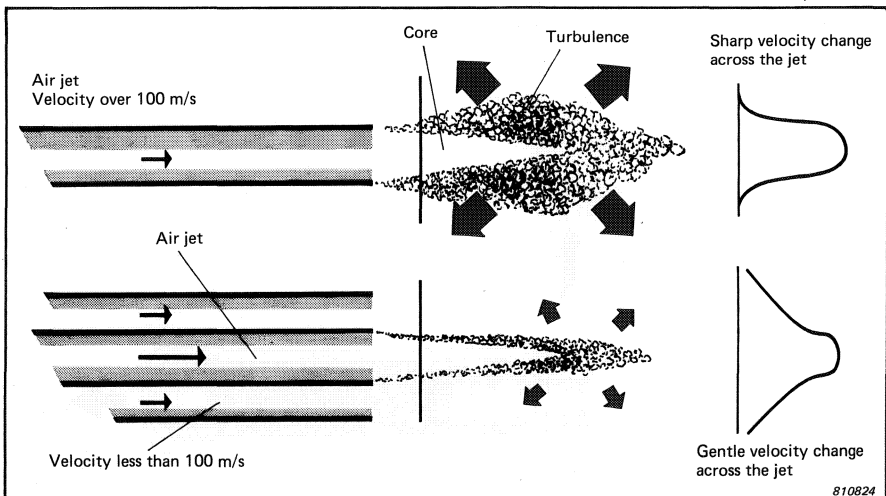 Core
Turbulence
Sharp velocity change
across the jet
Air jet
Velocity over 100 m/s
Air jet
Velocity less than 100 m/s
Gentle velocity change
across the jet
810824